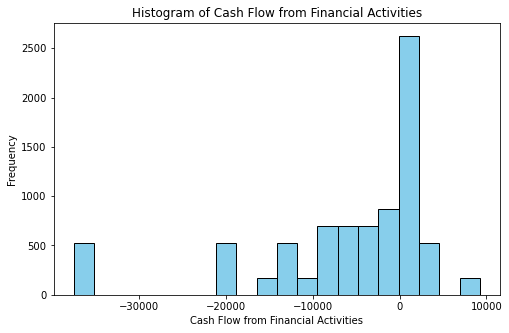 Histogram of Cash Flow from Financial Activities
2500
2000
1500
1000
500
0
Frequency
−30000 −20000 −10000 0 10000
Cash Flow from Financial Activities